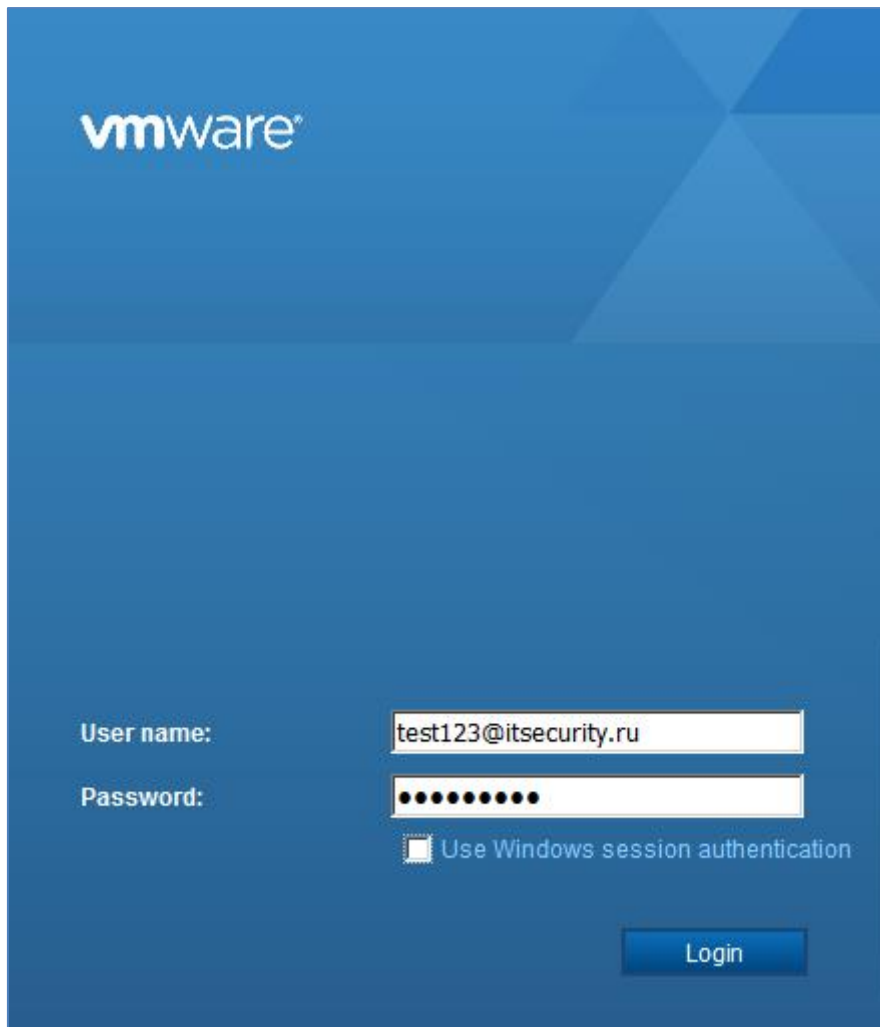 vmware®
User name:
test123@itsecurity.ru
Password:
●●●●●●●●●
Use Windows session authentication
Login